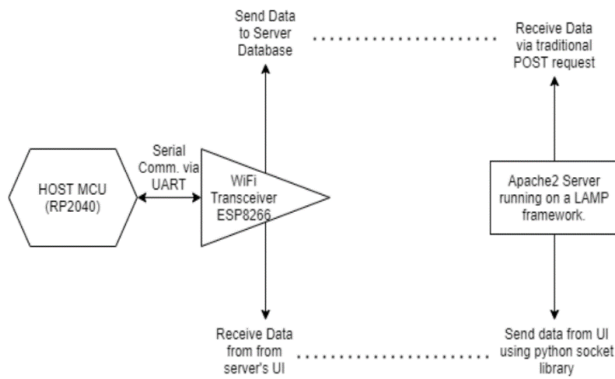 Send Data
to Server
Database
Receive Data
via traditional
POST request
Serial
Comm. via
UART
HOST MCU
(RP2040)
WiFi
Transceiver
ESP8266
Apache2 Server
running on a LAMP
framework.
Receive Data
from from
server's UI
Send data from UI
using python socket
library